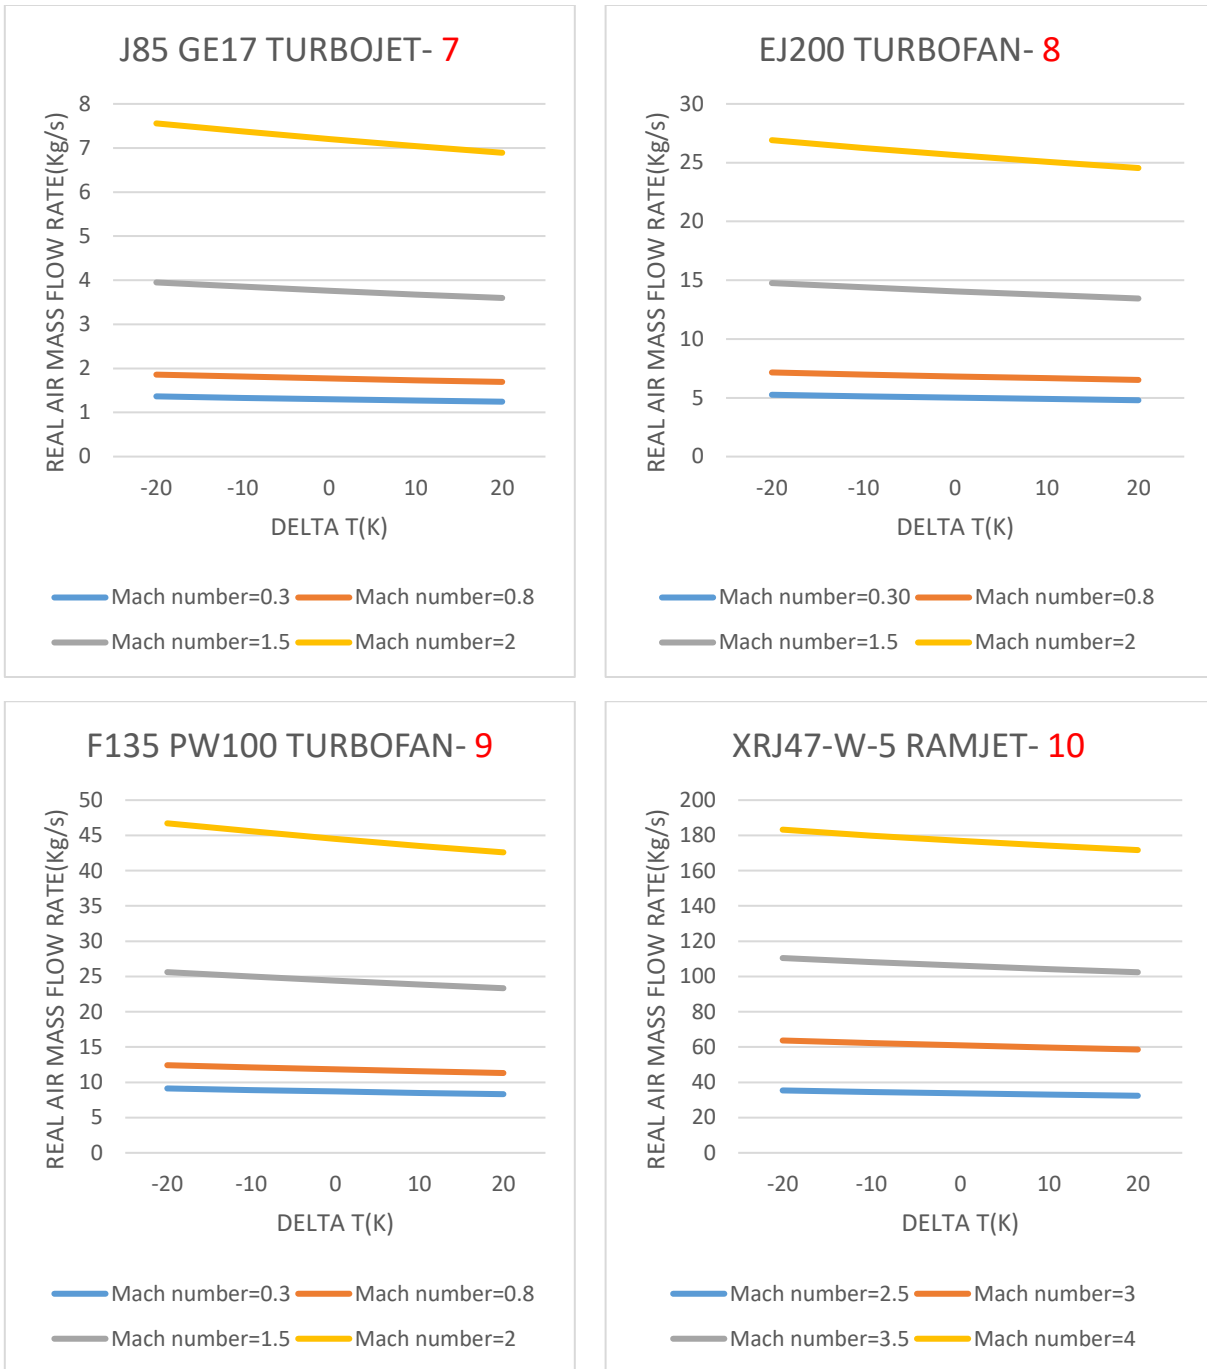 J85 GE17 TURBOJET- 7
REAL AIR MASS FLOW RATE(Kg/s)
8
7
6
5
4
3
2
1
0
-20 -10 0 10 20
DELTA T(K)
Mach number=0.3 Mach number=0.8
Mach number=1.5 Mach number=2
EJ200 TURBOFAN- 8
REAL AIR MASS FLOW RATE(Kg/s)
30
25
20
15
10
5
0
-20 -10 0 10 20
DELTA T(K)
Mach number=0.30 Mach number=0.8
Mach number=1.5 Mach number=2
F135 PW100 TURBOFAN- 9
REAL AIR MASS FLOW RATE(Kg/s)
50
45
40
35
30
25
20
15
10
5
0
-20 -10 0 10 20
DELTA T(K)
Mach number=0.3 Mach number=0.8
Mach number=1.5 Mach number=2
XRJ47-W-5 RAMJET- 10
REAL AIR MASS FLOW RATE(Kg/s)
200
180
160
140
120
100
80
60
40
20
0
-20 -10 0 10 20
DELTA T(K)
Mach number=2.5 Mach number=3
Mach number=3.5 Mach number=4